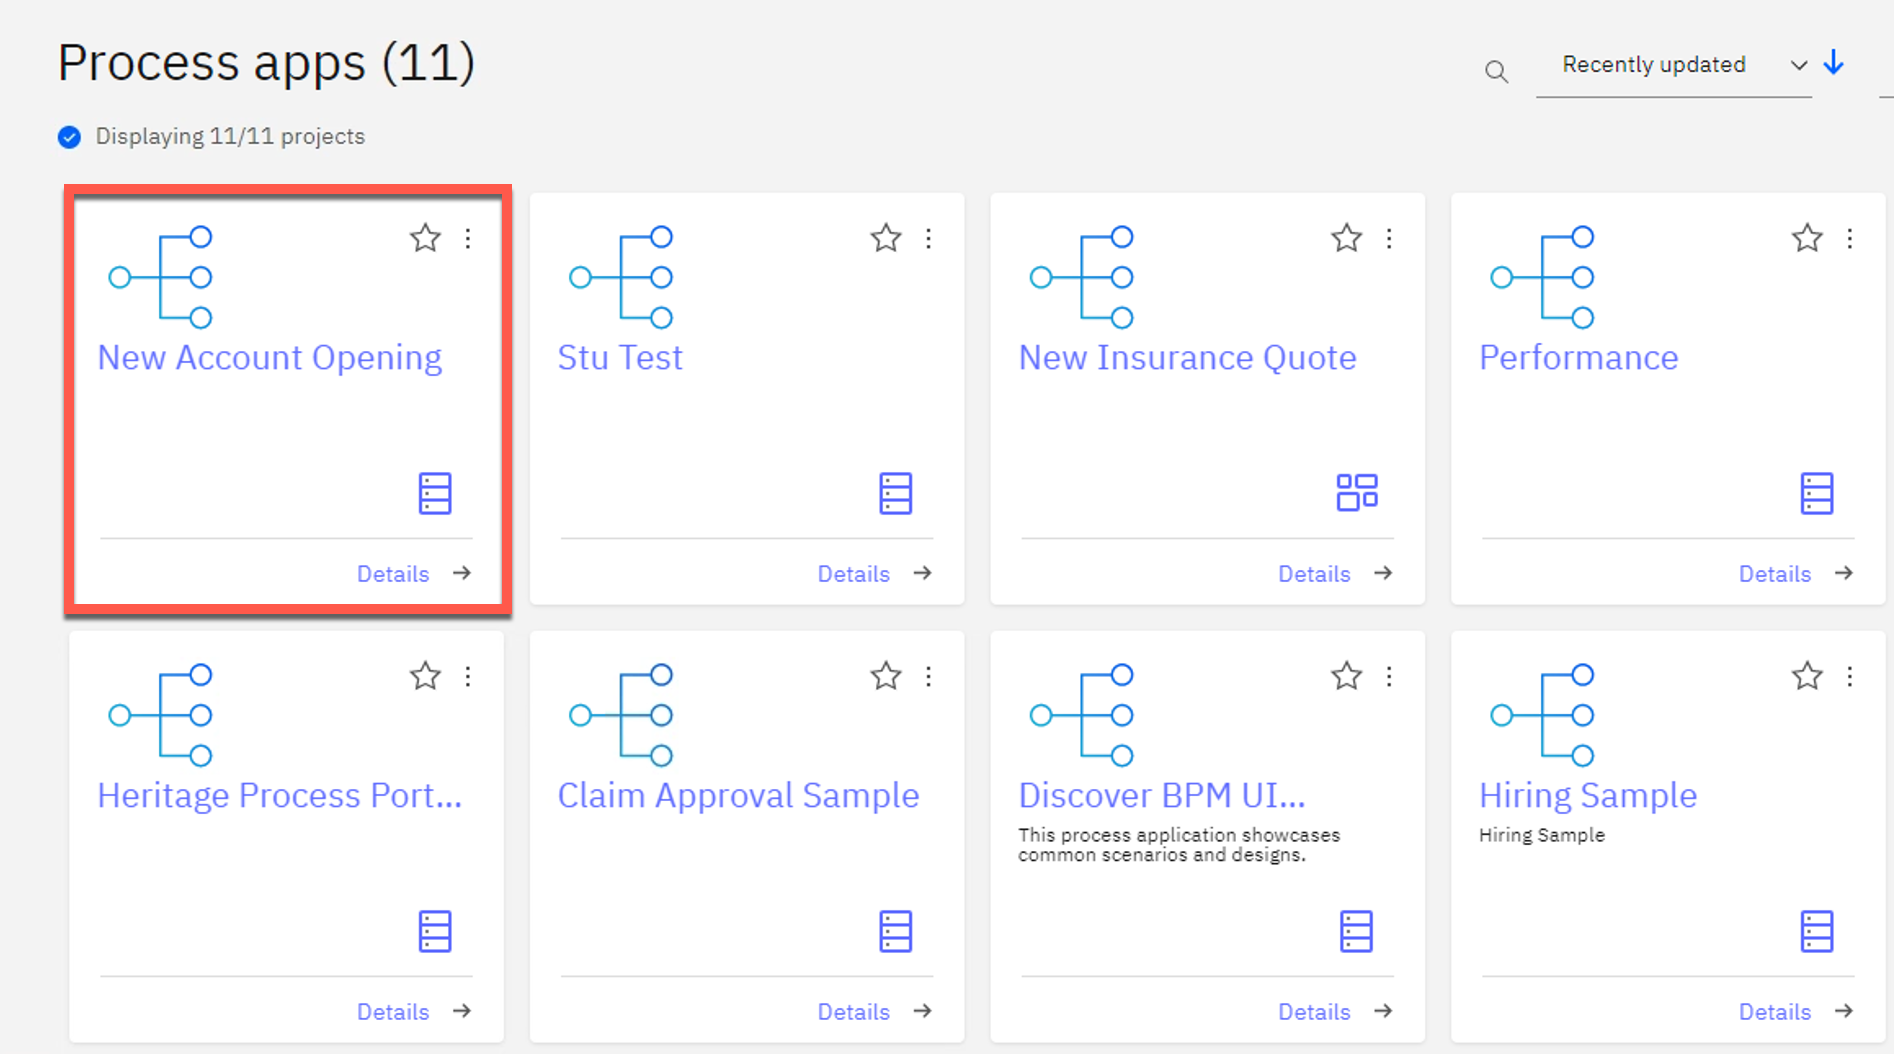 Process apps (11)
Recently updated
Displaying 11/11 projects
New Account Opening
Details
Stu Test
Details
New Insurance Quote
Details
Performance
Details
Heritage Process Port...
Details
Claim Approval Sample
Details
Discover BPM UI...
This process application showcases
common scenarios and designs.
Details
Hiring Sample
Hiring Sample
Details